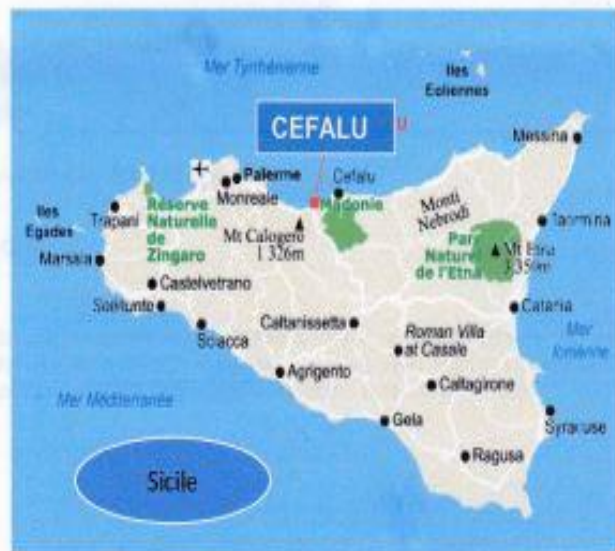 Mer Tyrrhénienne
Iles
Eoliennes
CEFALU
U
Messina
Palerme
Cefalu
Monreale
Madonie
Monti
Nebrodi
Réserve
Naturelle
de
Zingaro
Trapani
Iles
Egades
Mt Calogero
1 326m
Taormina
Parc
Naturel
de l'Etna
Mt Etna
3 350m
Marsala
Castelvetrano
Catania
Sciacca
Caltanissetta
Roman Villa
at Casale
Mer
Ionienne
Agrigento
Caltagirone
Mer Méditerranée
Gela
Syracuse
Ragusa
Sicile